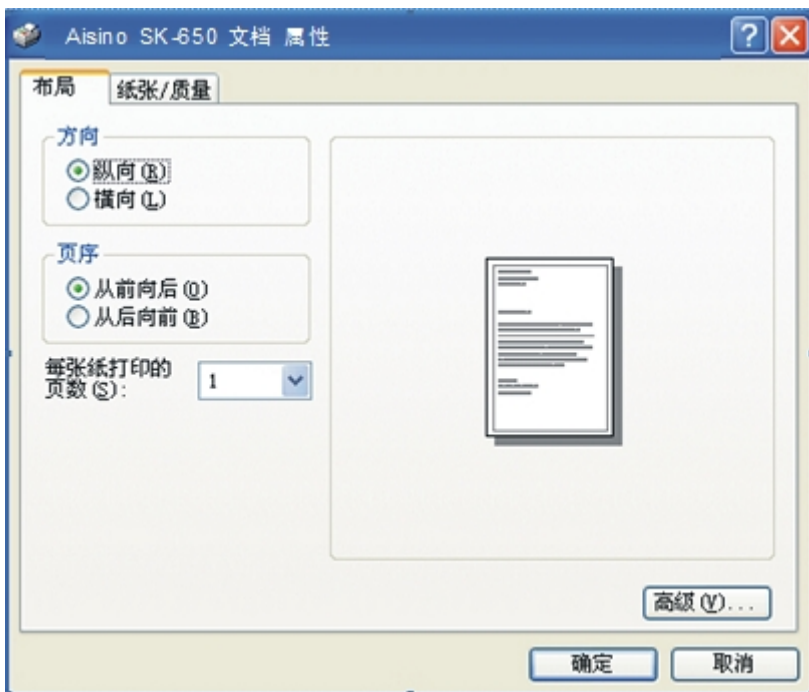 Aisino SK-650 文档 属性
布局
纸张/质量
方向
纵向(R)
横向(L)
页序
从前向后(O)
从后向前(B)
每张纸打印的
页数(S):
1
高级(V)...
确定
取消